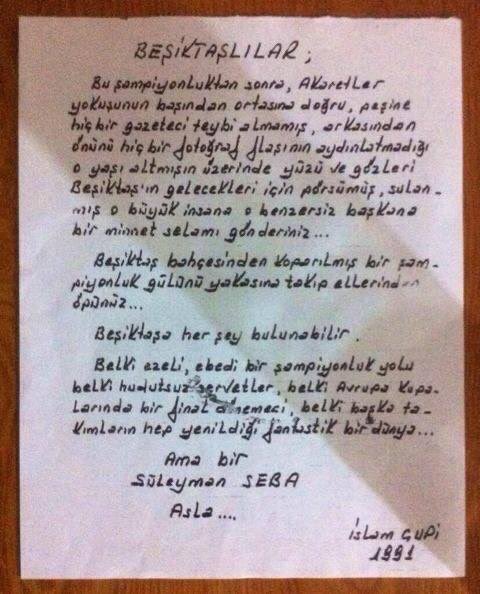 BEŞİKTAŞLILAR;
Bu şampiyonluktan sonra, Akaretler
yokuşunun başından ortasına doğru, peşine
hiç bir gazeteci teybi almamış, arkasından
önünü hiç bir fotoğraf flaşının aydınlatmadığı
o yaşı altmışın üzerinde yüzü ve gözleri
Beşiktaş'ın gelecekleri için pörsümüş, sulan-
mış o büyük insana o benzersiz başkana
bir minnet selamı gönderiniz...
Beşiktaş bahçesinden koparılmış bir şam-
piyonluk gülünü yakasına takıp ellerinden
öpünüz...
Beşiktaşa her şey bulunabilir.
Belki ezeli, ebedi bir şampiyonluk yolu
belki hudutsuz servetler, belki Avrupa Kupa-
larında bir final dönemeci, belki başka ta-
kımların hep yenildiği fantastik bir dünya...
Ama bir
Süleyman SEBA
Asla....
İslam ÇUPİ
1991